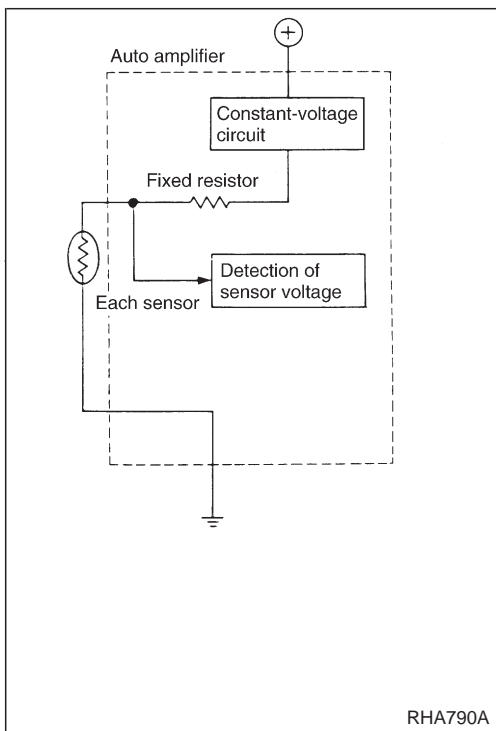 +
Auto amplifier
Constant-voltage
circuit
Fixed resistor
Detection of
sensor voltage
Each sensor
RHA790A